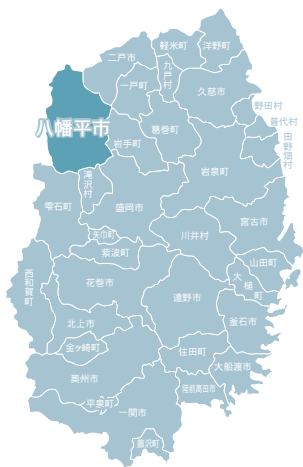 軽米町
洋野町
二戸市
九戸村
一戸町
久慈市
野田村
普代村
八幡平市
葛巻町
田野畑村
岩手町
岩泉町
滝沢村
雫石町
盛岡市
宮古市
矢巾町
川井村
紫波町
山田町
西和賀町
大槌町
花巻市
遠野市
北上市
釜石市
金ヶ崎町
住田町
大船渡市
奥州市
陸前高田市
平泉町
一関市
藤沢町